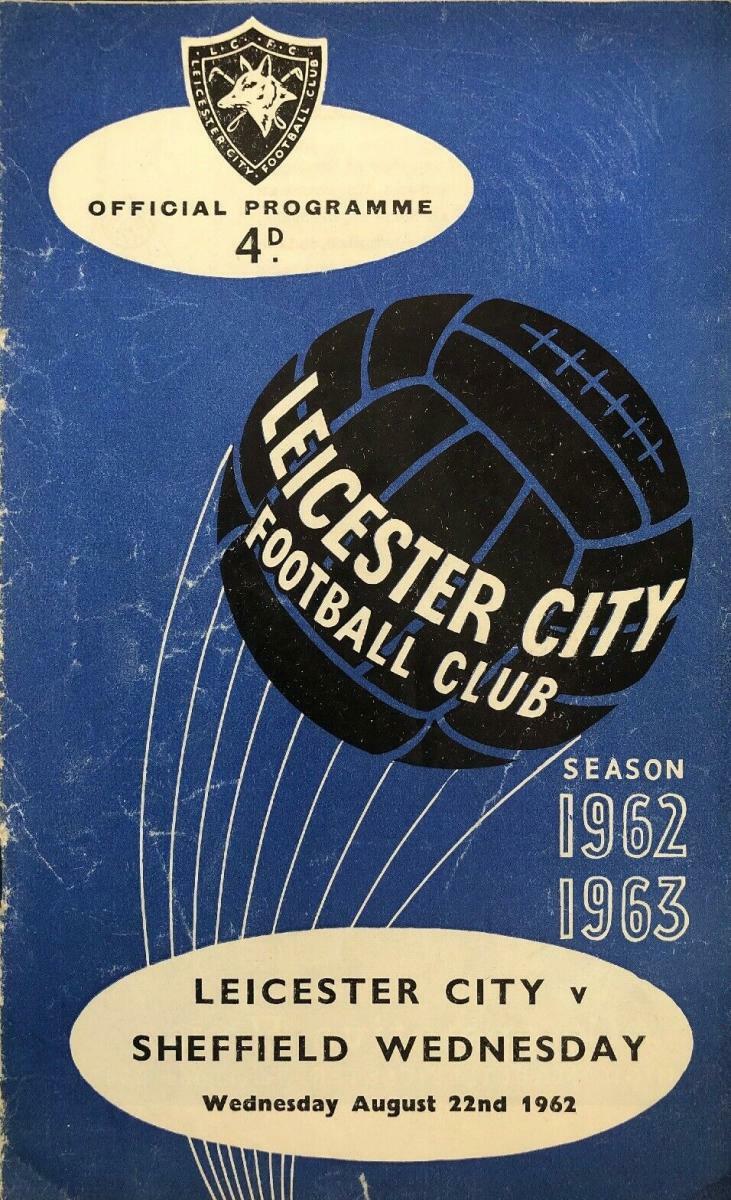 L.C.F.C
LEICESTER CITY FOOTBALL CLUB
OFFICIAL PROGRAMME
4D.
LEICESTER CITY
FOOTBALL CLUB
SEASON
1962
1963
LEICESTER CITY v
SHEFFIELD WEDNESDAY
Wednesday August 22nd 1962